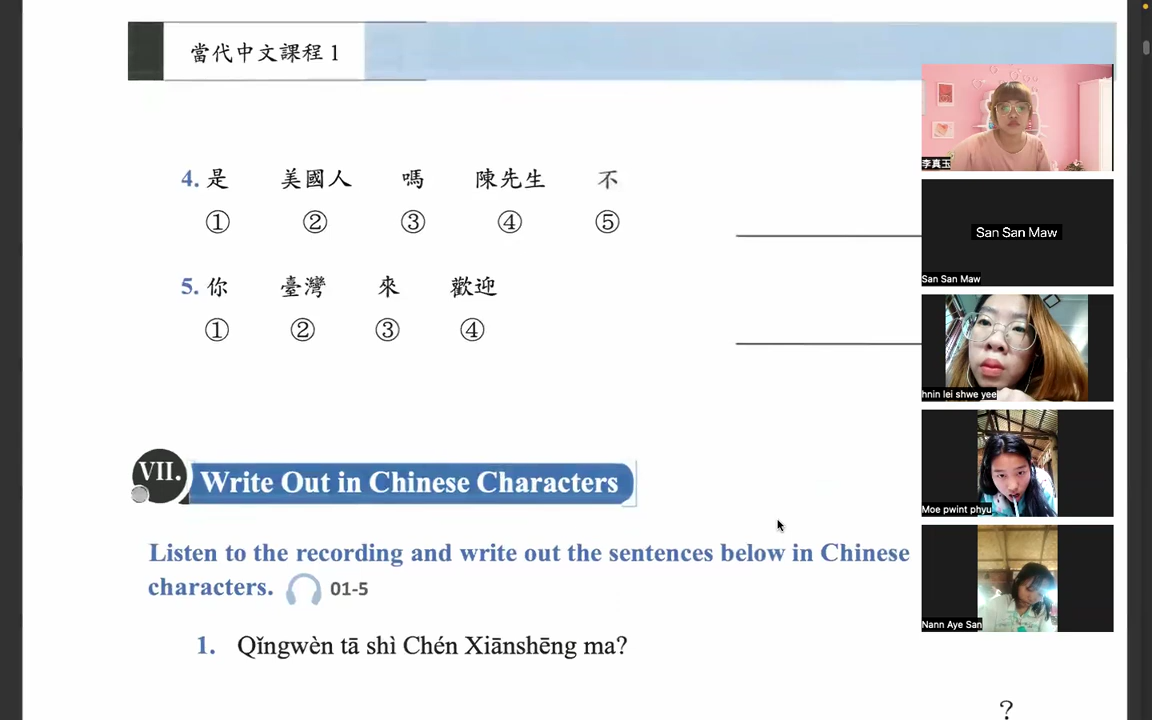 當代中文課程 1
4. 是 美國人 嗎 陳先生 不
① ② ③ ④ ⑤
5. 你 臺灣 來 歡迎
① ② ③ ④
VII. Write Out in Chinese Characters
Listen to the recording and write out the sentences below in Chinese
characters. 01-5
1. Qǐngwèn tā shì Chén Xiānshēng ma?
?
李真玉
San San Maw
San San Maw
hnin lei shwe yee
Moe pwint phyu
Nann Aye San